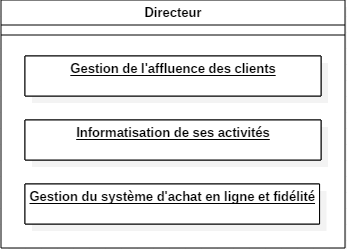 Directeur
Gestion de l'affluence des clients
Informatisation de ses activités
Gestion du système d'achat en ligne et fidélité